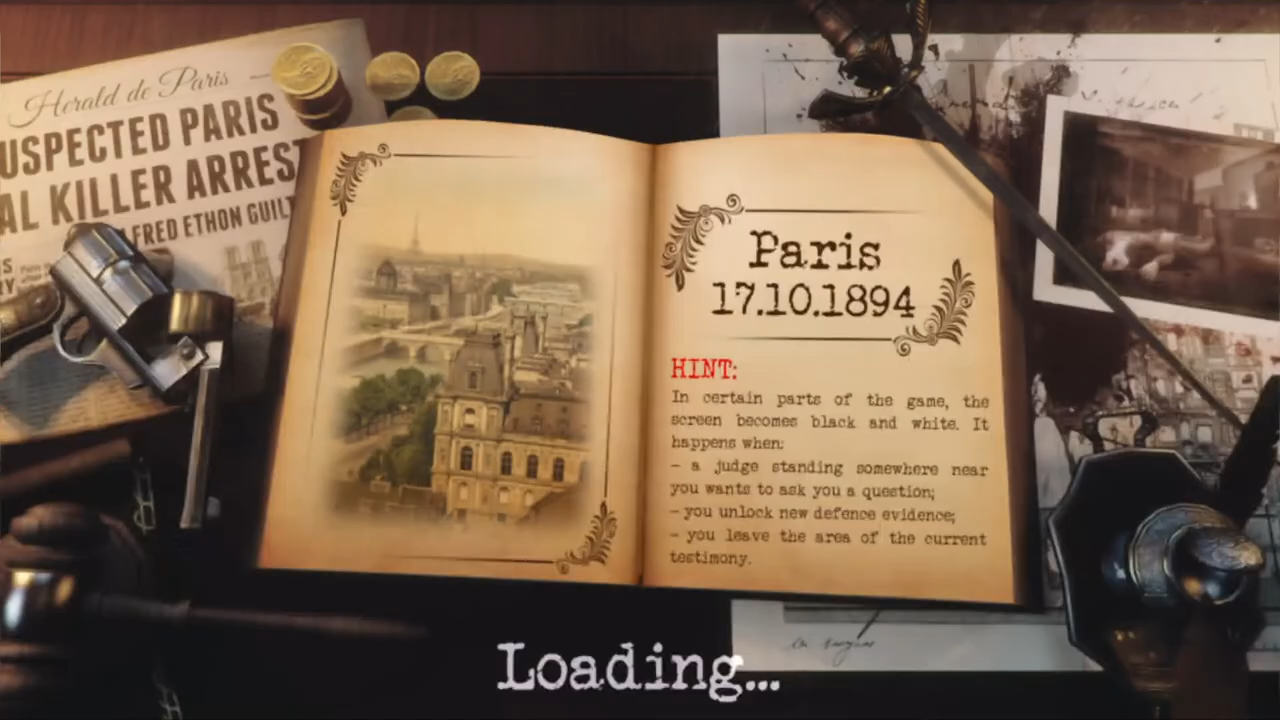 Herald de Paris
USPECTED PARIS
AL KILLER ARREST
LFRED ETHON GUILT
Paris
17.10.1894
HINT:
In certain parts of the game, the
screen becomes black and white. It
happens when:
- a judge standing somewhere near
you wants to ask you a question;
- you unlock new defence evidence;
- you leave the area of the current
testimony.
Loading...